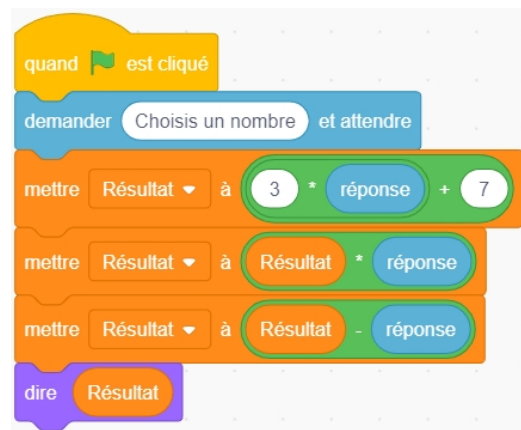 quand est cliqué
demander Choisis un nombre et attendre
mettre Résultat à 3 * réponse + 7
mettre Résultat à Résultat * réponse
mettre Résultat à Résultat - réponse
dire Résultat